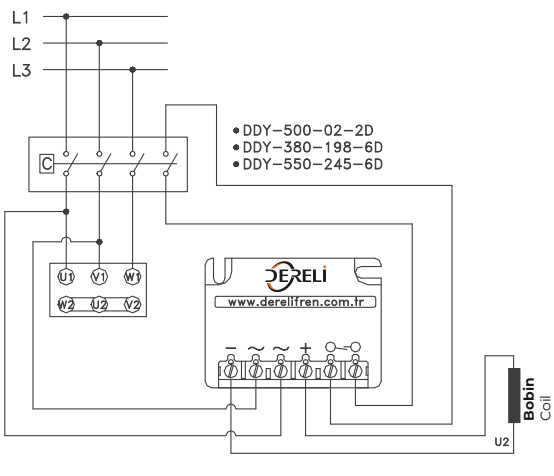 L1
L2
L3
• DDY-500-02-2D
• DDY-380-198-6D
• DDY-550-245-6D
C
U1 V1 W1
W2 U2 V2
DERELİ
www.derelifren.com.tr
− ~ ~ +
Bobin
Coil
U2